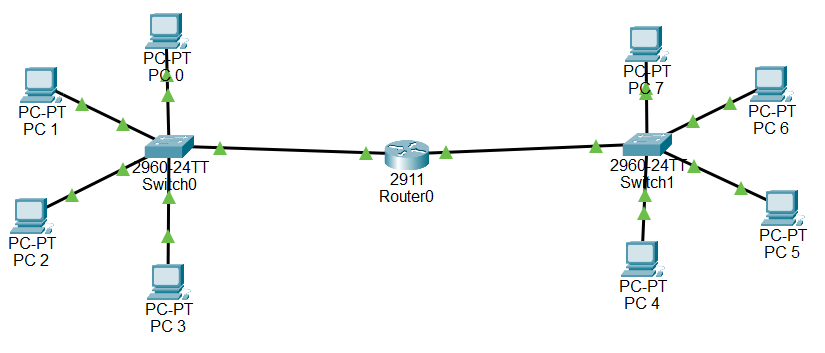 PC-PT
PC 0
PC-PT
PC 1
2960-24TT
Switch0
PC-PT
PC 2
PC-PT
PC 3
2911
Router0
PC-PT
PC 7
PC-PT
PC 6
2960-24TT
Switch1
PC-PT
PC 5
PC-PT
PC 4